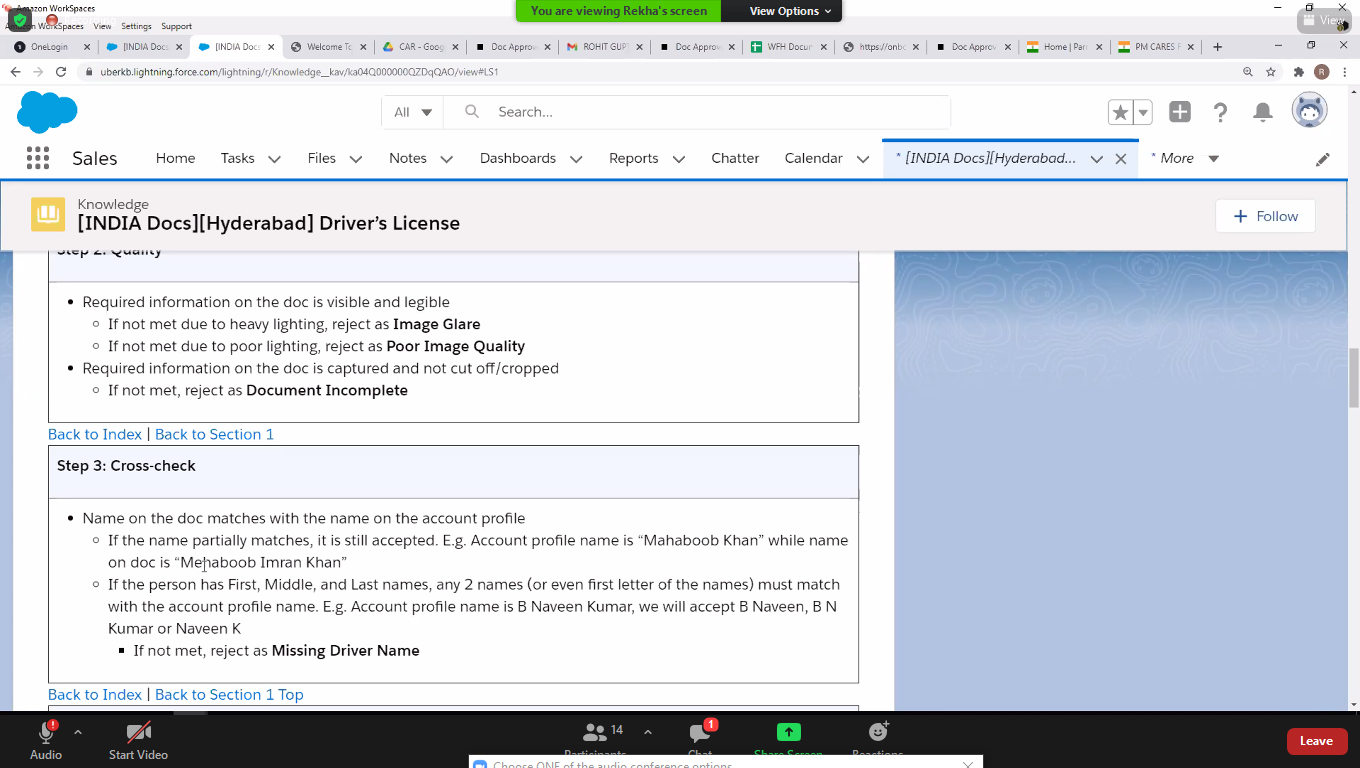 Amazon WorkSpaces
You are viewing Rekha's screen
View Options
View
Settings
Support
View
OneLogin
[INDIA Docs
[INDIA Docs
Welcome To
CAR - Goog
Doc Approv
ROHIT GUP
Doc Approv
WFH Docum
https://onbo
Doc Approv
Home | Par
PM CARES F
uberkb.lightning.force.com/lightning/r/Knowledge__kav/ka04Q000000QZDqQAO/view#LS1
R
All
Search...
Sales
Home
Tasks
Files
Notes
Dashboards
Reports
Chatter
Calendar
* [INDIA Docs][Hyderabad...
* More
Knowledge
[INDIA Docs][Hyderabad] Driver's License
Follow
Step 2: Quality
• Required information on the doc is visible and legible
○ If not met due to heavy lighting, reject as Image Glare
○ If not met due to poor lighting, reject as Poor Image Quality
• Required information on the doc is captured and not cut off/cropped
○ If not met, reject as Document Incomplete
Back to Index | Back to Section 1
Step 3: Cross-check
• Name on the doc matches with the name on the account profile
○ If the name partially matches, it is still accepted. E.g. Account profile name is “Mahaboob Khan” while name
on doc is “Mehaboob Imran Khan”
○ If the person has First, Middle, and Last names, any 2 names (or even first letter of the names) must match
with the account profile name. E.g. Account profile name is B Naveen Kumar, we will accept B Naveen, B N
Kumar or Naveen K
▪ If not met, reject as Missing Driver Name
Back to Index | Back to Section 1 Top
Audio
Start Video
14
Participants
1
Chat
Share Screen
Reactions
Leave
Choose ONE of the audio conference options